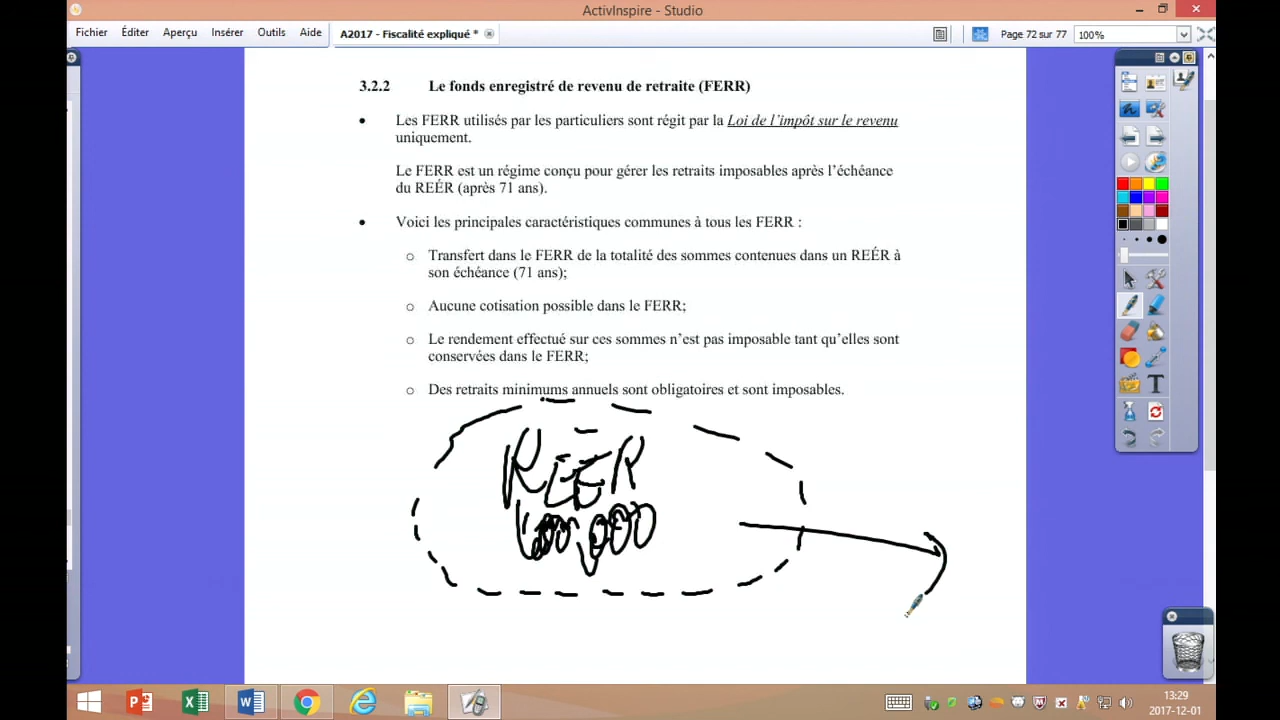 ActivInspire - Studio
Fichier Éditer Aperçu Insérer Outils Aide A2017 - Fiscalité expliqué * Page 72 sur 77 100%
3.2.2 Le fonds enregistré de revenu de retraite (FERR)
• Les FERR utilisés par les particuliers sont régit par la Loi de l'impôt sur le revenu
uniquement.
Le FERR est un régime conçu pour gérer les retraits imposables après l'échéance
du REÉR (après 71 ans).
• Voici les principales caractéristiques communes à tous les FERR :
o Transfert dans le FERR de la totalité des sommes contenues dans un REÉR à
son échéance (71 ans);
o Aucune cotisation possible dans le FERR;
o Le rendement effectué sur ces sommes n'est pas imposable tant qu'elles sont
conservées dans le FERR;
o Des retraits minimums annuels sont obligatoires et sont imposables.
REER
13:29
2017-12-01